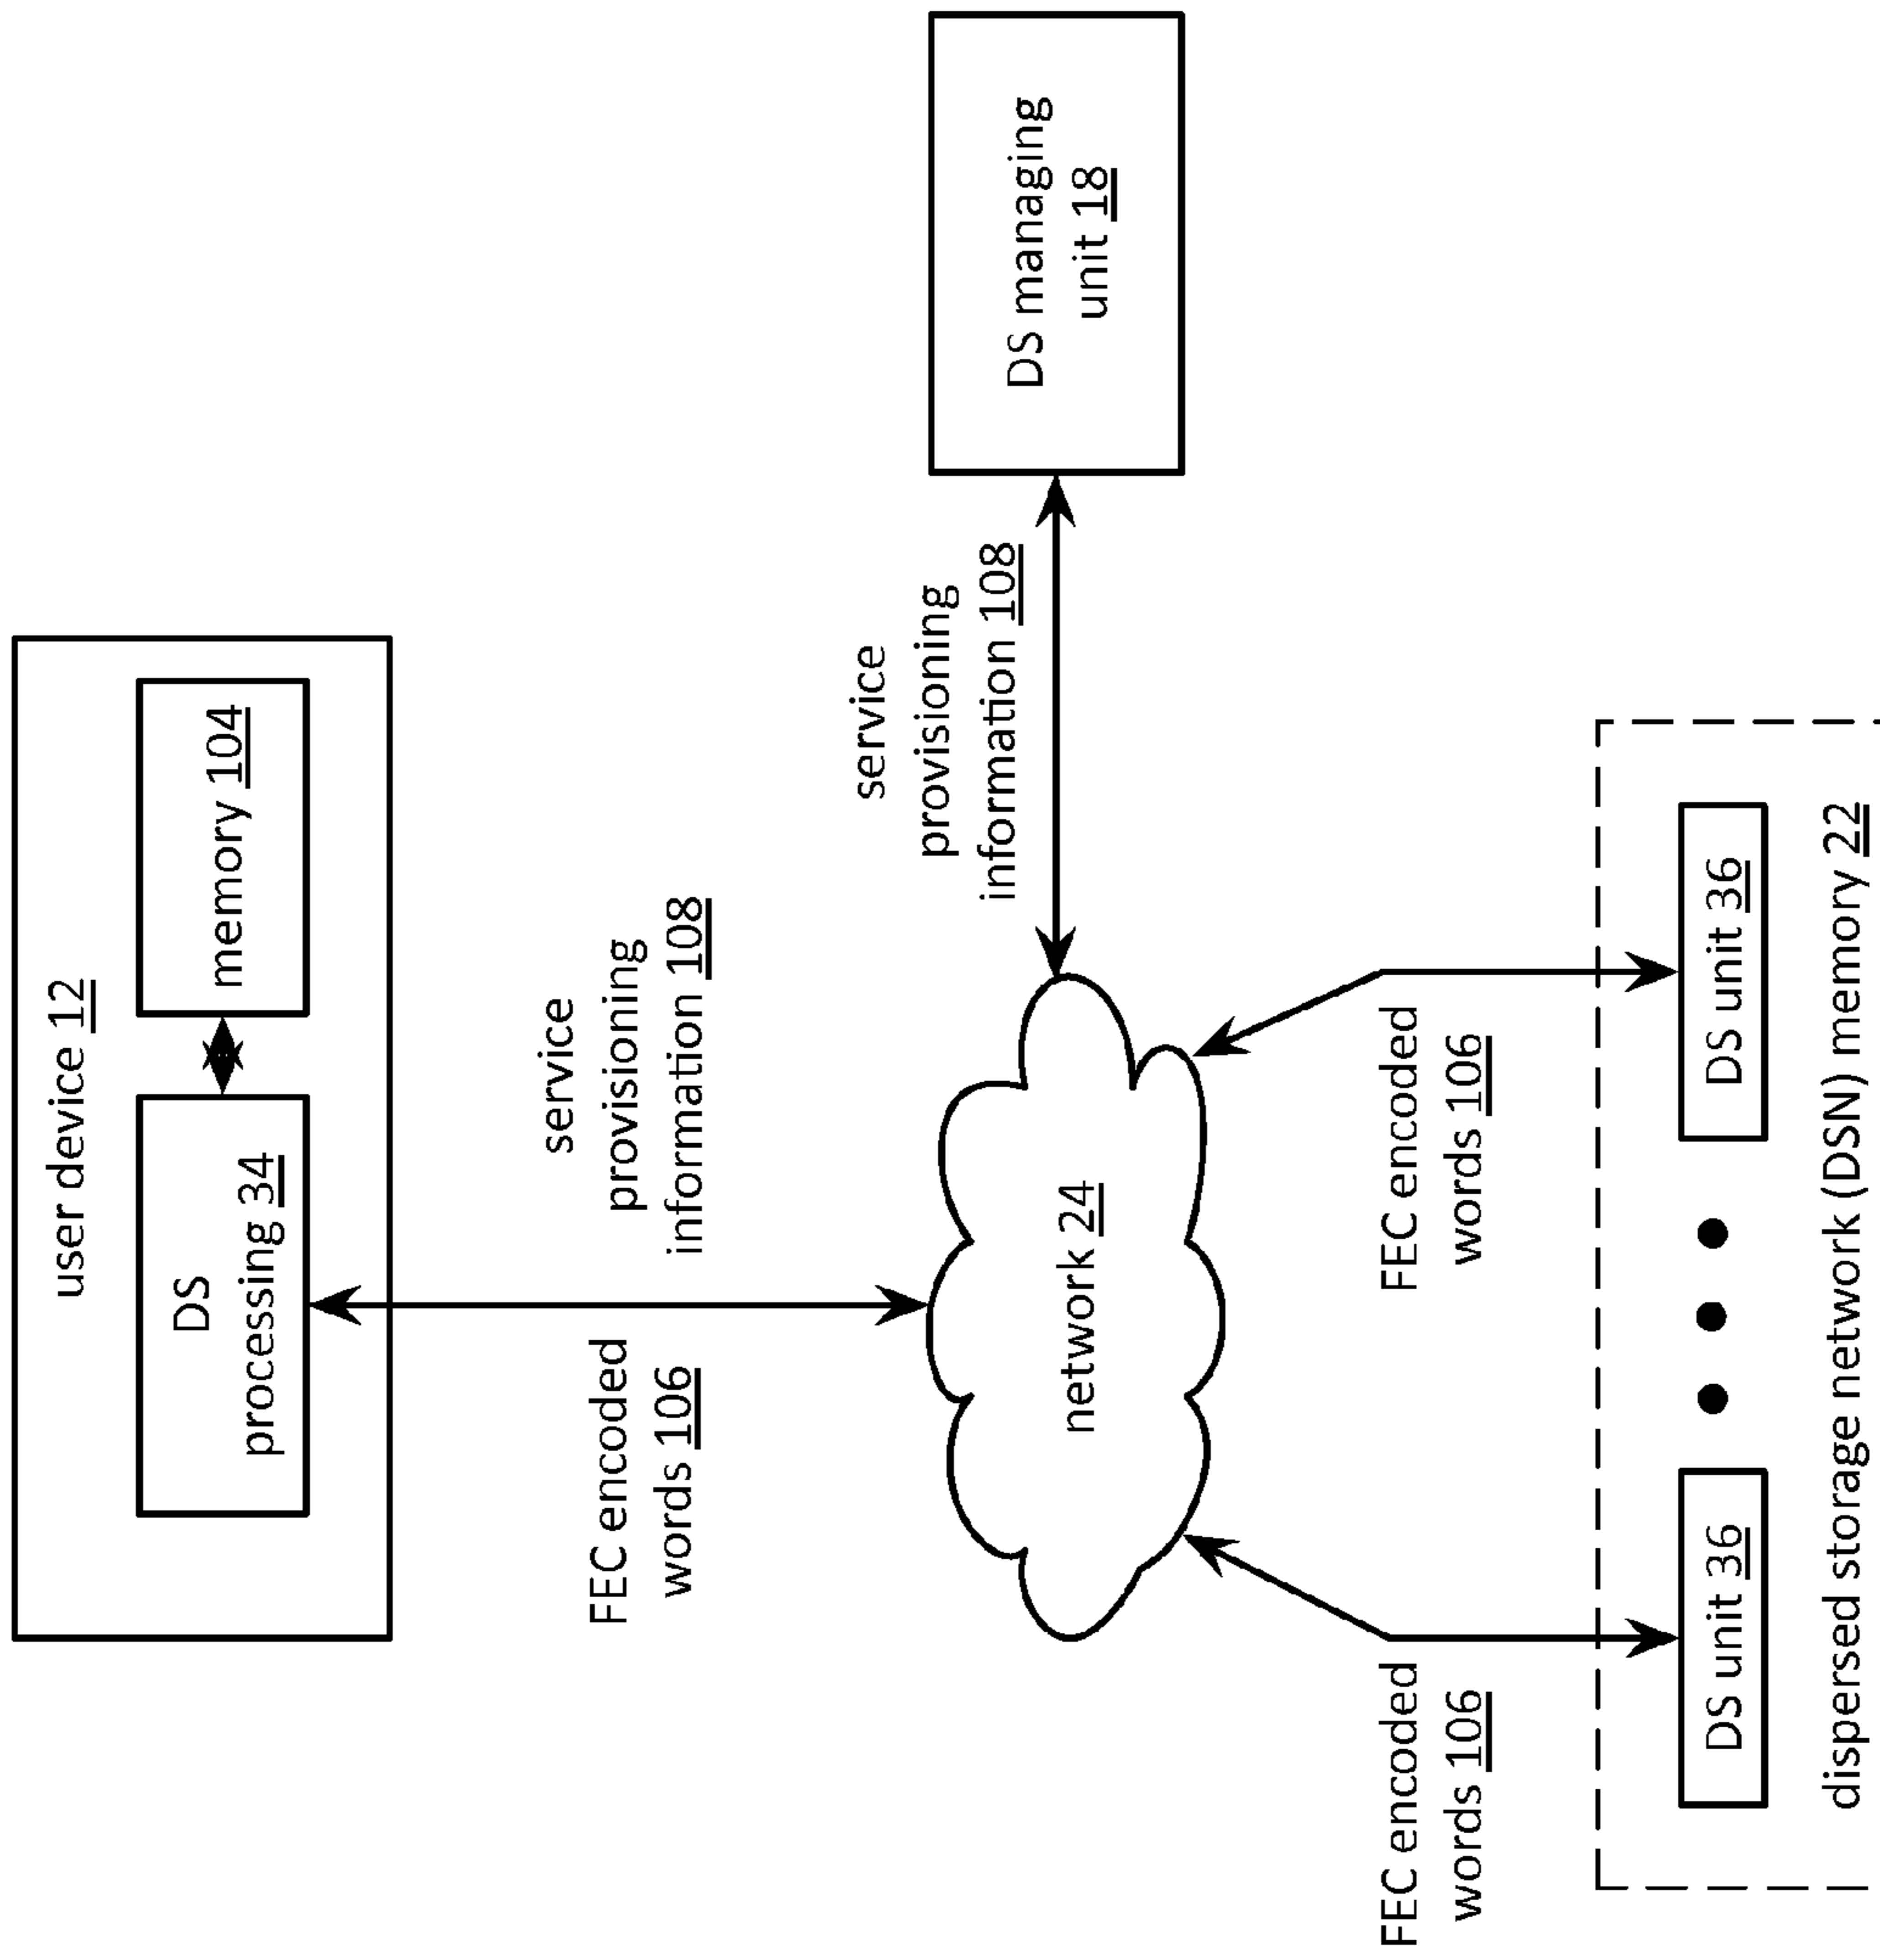 user device 12
DS
processing 34
memory 104
FEC encoded
words 106
service
provisioning
information 108
service
provisioning
information 108
DS managing
unit 18
network 24
FEC encoded
words 106
FEC encoded
words 106
DS unit 36
DS unit 36
dispersed storage network (DSN) memory 22